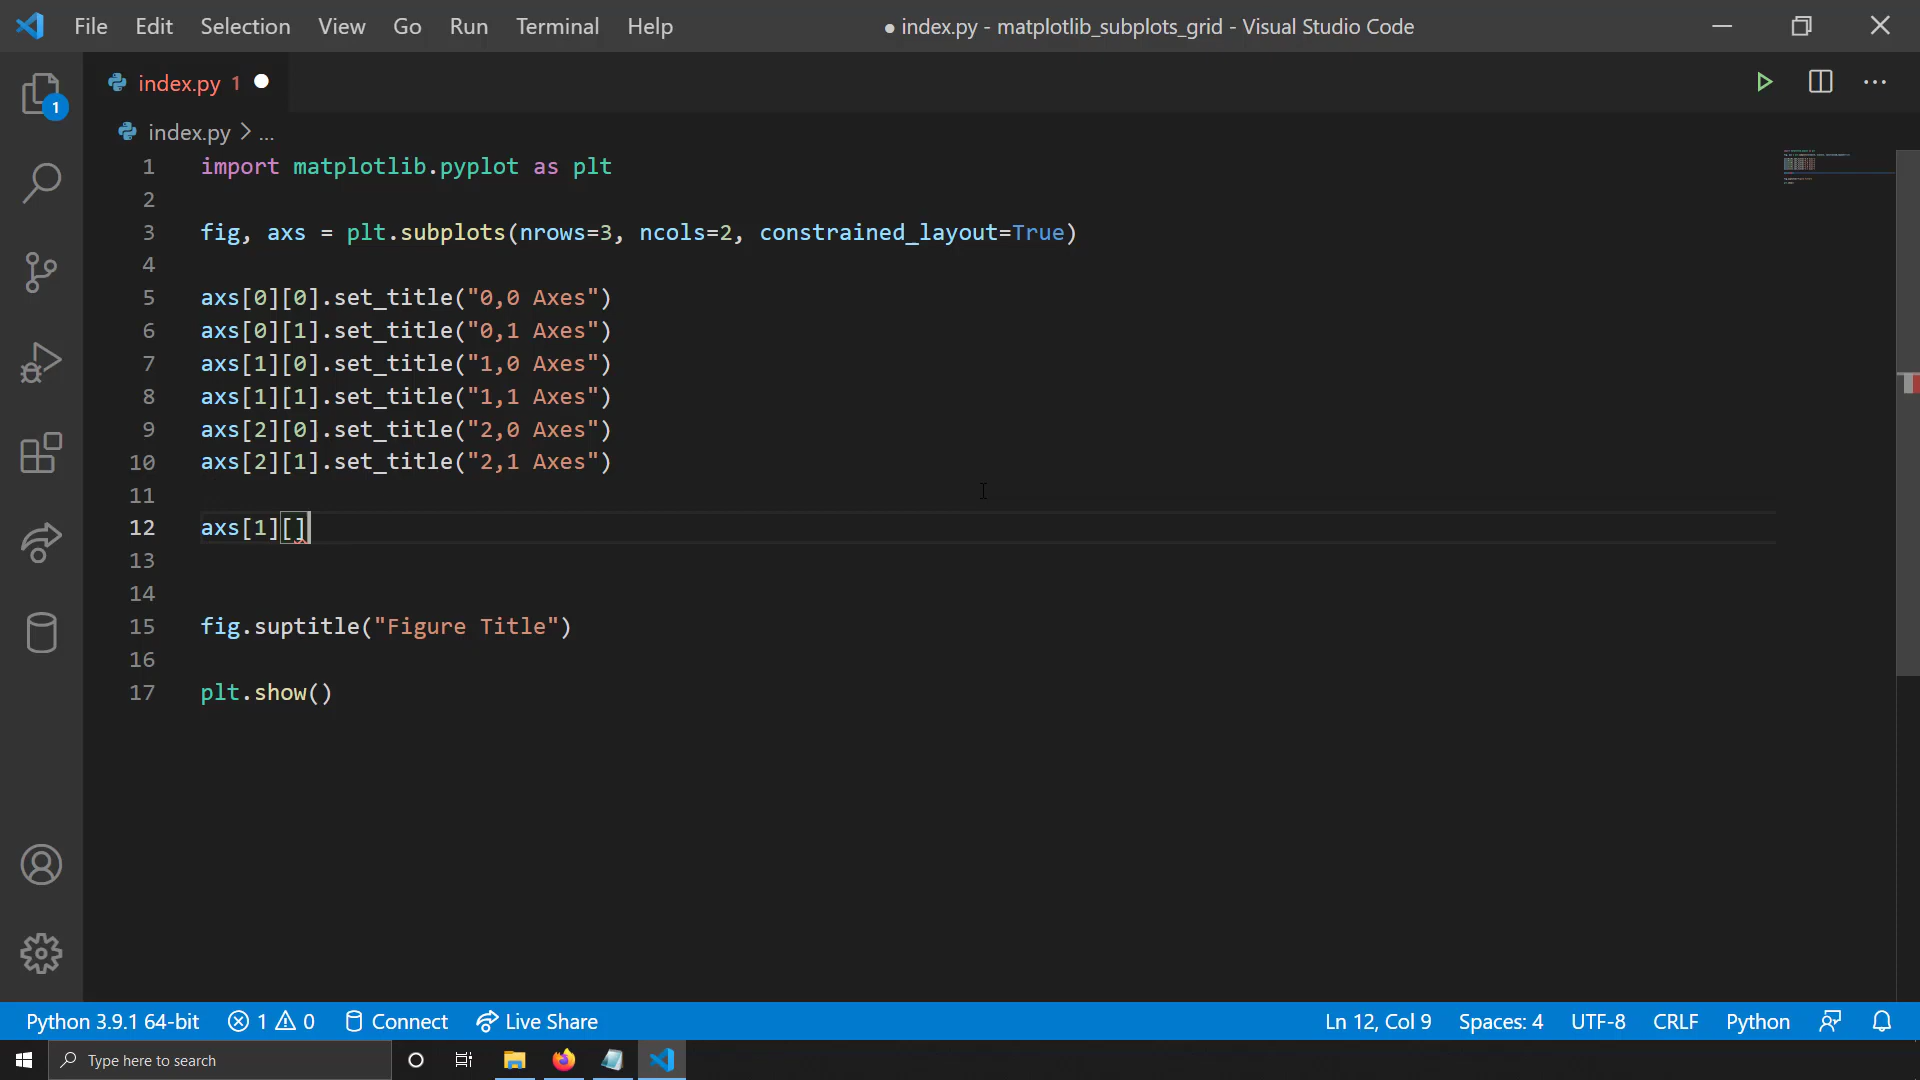 File Edit Selection View Go Run Terminal Help
● index.py - matplotlib_subplots_grid - Visual Studio Code
1
index.py 1
index.py > ...
1 import matplotlib.pyplot as plt
2
3 fig, axs = plt.subplots(nrows=3, ncols=2, constrained_layout=True)
4
5 axs[0][0].set_title("0,0 Axes")
6 axs[0][1].set_title("0,1 Axes")
7 axs[1][0].set_title("1,0 Axes")
8 axs[1][1].set_title("1,1 Axes")
9 axs[2][0].set_title("2,0 Axes")
10 axs[2][1].set_title("2,1 Axes")
11
12 axs[1][]
13
14
15 fig.suptitle("Figure Title")
16
17 plt.show()
Python 3.9.1 64-bit 1 0 Connect Live Share Ln 12, Col 9 Spaces: 4 UTF-8 CRLF Python
Type here to search